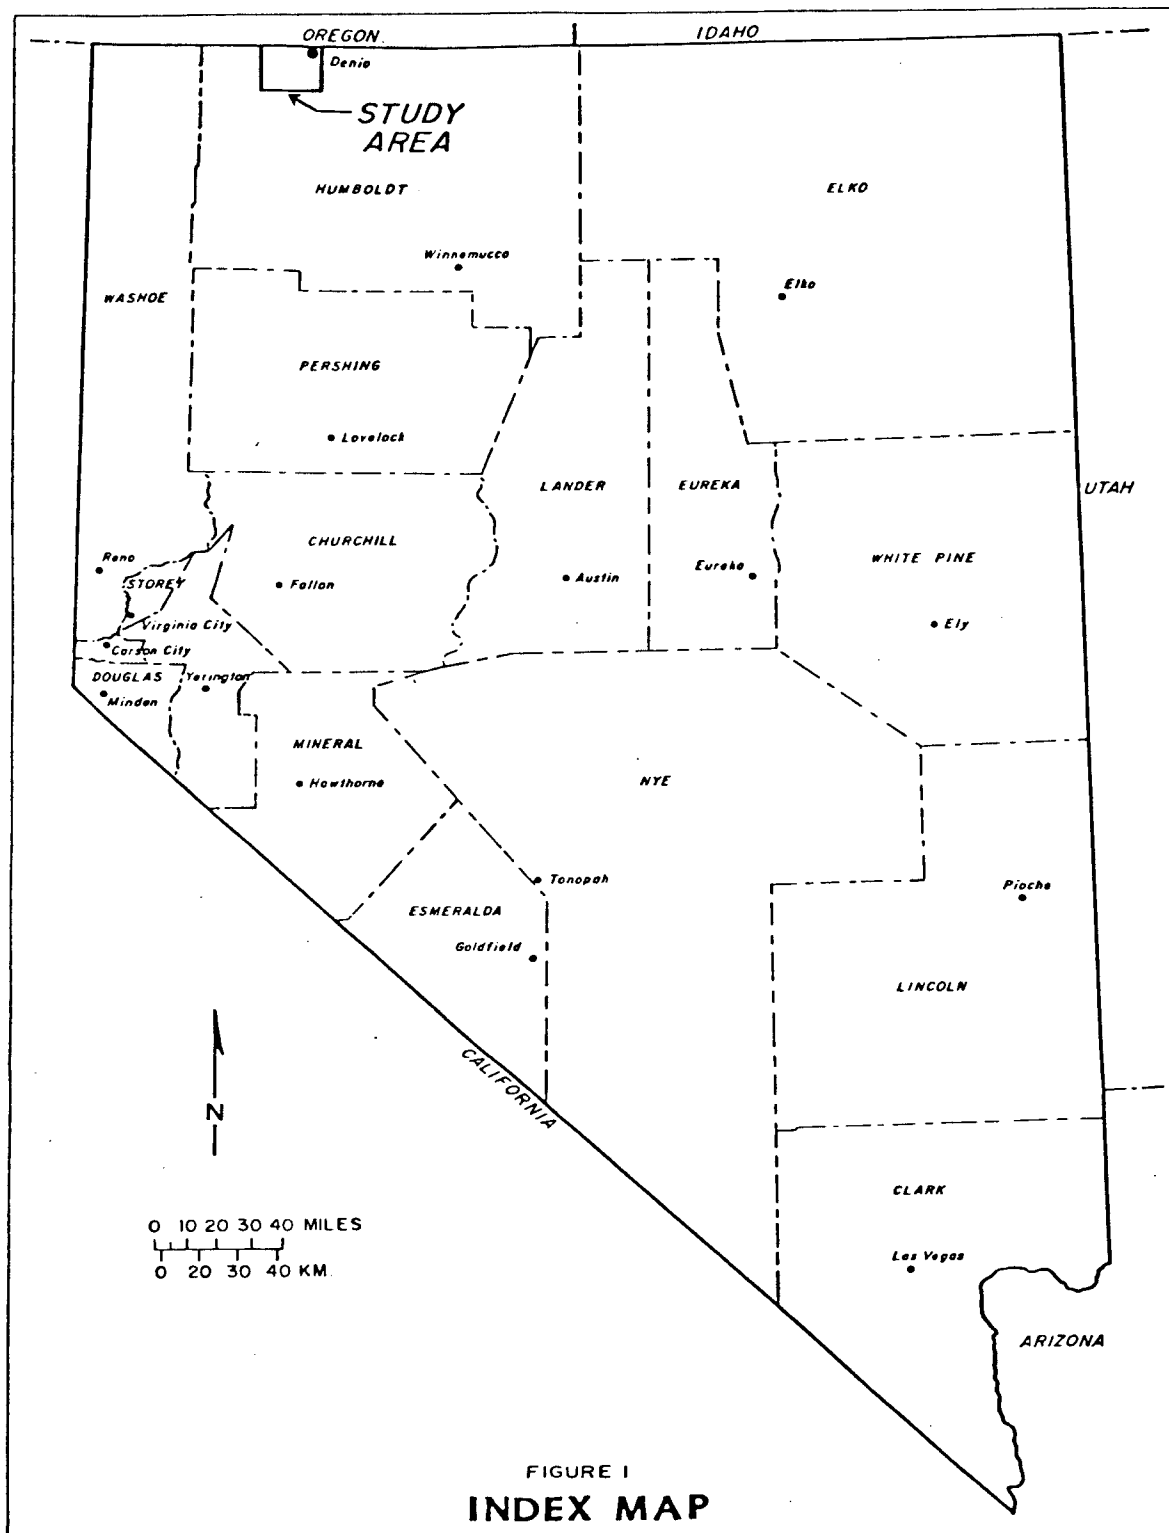 OREGON
IDAHO
Denio
STUDY
AREA
HUMBOLDT
ELKO
Winnemucca
Elko
WASHOE
PERSHING
Lovelock
LANDER
EUREKA
UTAH
CHURCHILL
WHITE PINE
Reno
STOREY
Fallon
Austin
Eureka
Virginia City
Ely
Carson City
DOUGLAS
Yerington
Minden
MINERAL
NYE
Hawthorne
Tonopah
Pioche
ESMERALDA
Goldfield
LINCOLN
CALIFORNIA
N
CLARK
0 10 20 30 40 MILES
0 20 30 40 KM.
Las Vegas
ARIZONA
FIGURE 1
INDEX MAP